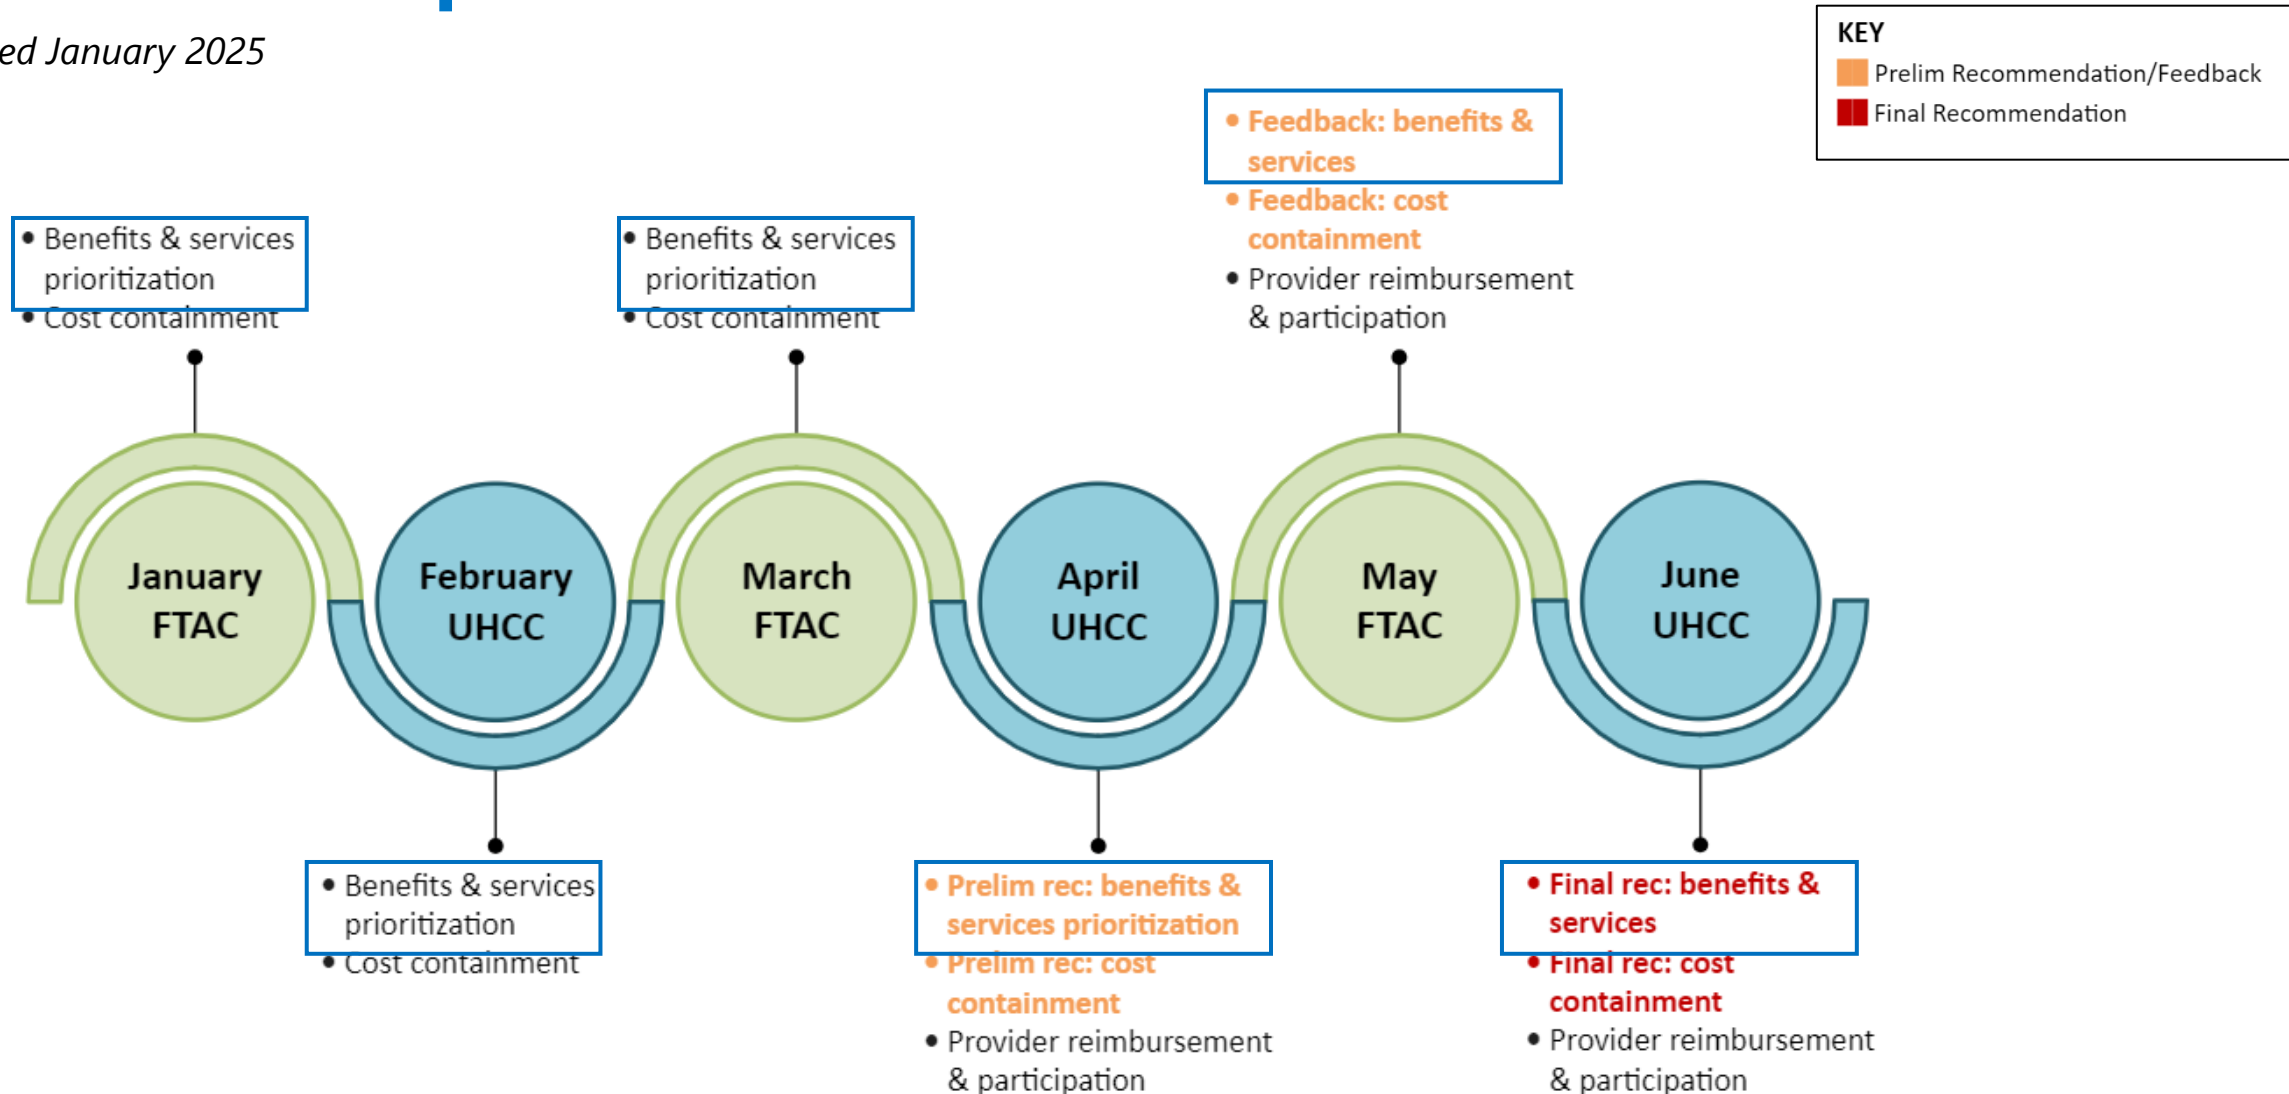 ed January 2025
KEY
Prelim Recommendation/Feedback
Final Recommendation
• Feedback: benefits &
services
• Feedback: cost
containment
• Provider reimbursement
& participation
• Benefits & services
prioritization
• Cost containment
• Benefits & services
prioritization
• Cost containment
January
FTAC
February
UHCC
March
FTAC
April
UHCC
May
FTAC
June
UHCC
• Benefits & services
prioritization
• Cost containment
• Prelim rec: benefits &
services prioritization
• Prelim rec: cost
containment
• Provider reimbursement
& participation
• Final rec: benefits &
services
• Final rec: cost
containment
• Provider reimbursement
& participation